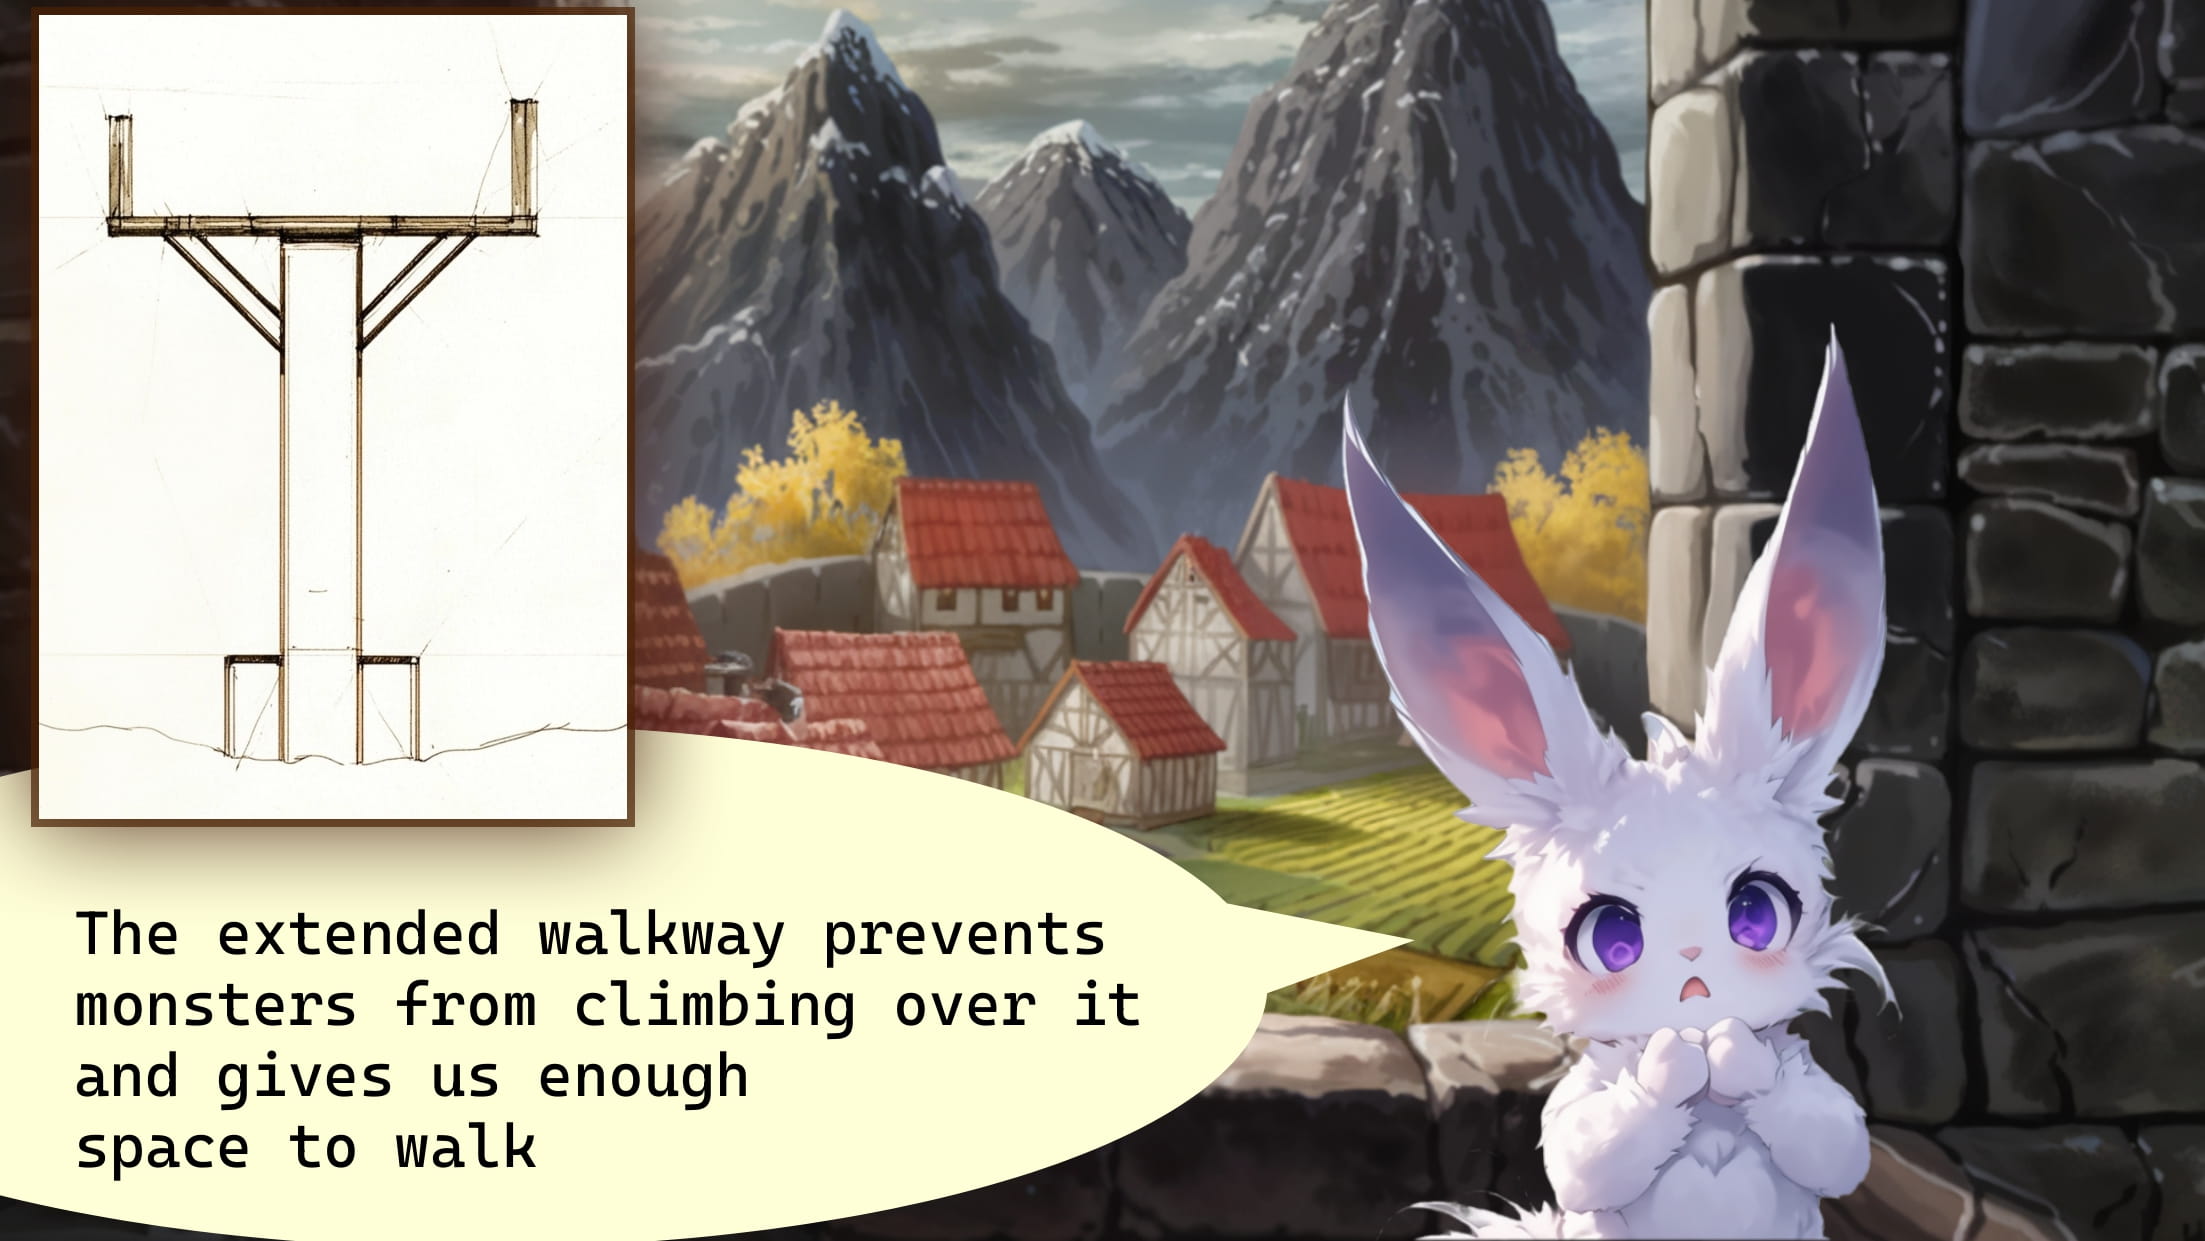 The extended walkway prevents
monsters from climbing over it
and gives us enough
space to walk